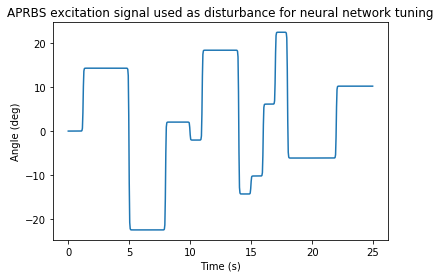 APRBS excitation signal used as disturbance for neural network tuning
20
10
0
−10
−20
Angle (deg)
0 5 10 15 20 25
Time (s)